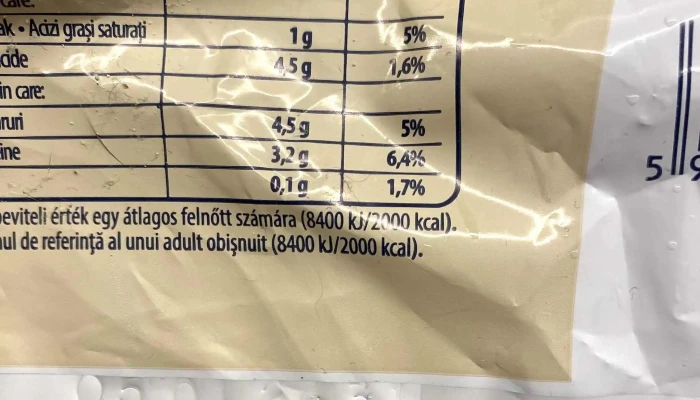 care:
ak • Acizi grași saturați 1 g 5%
cide 4,5 g 1,6%
in care:
ruri 4,5 g 5%
ine 3,2 g 6,4%
0,1 g 1,7%
beviteli érték egy átlagos felnőtt számára (8400 kJ/2000 kcal).
ul de referință al unui adult obișnuit (8400 kJ/2000 kcal).
5 9